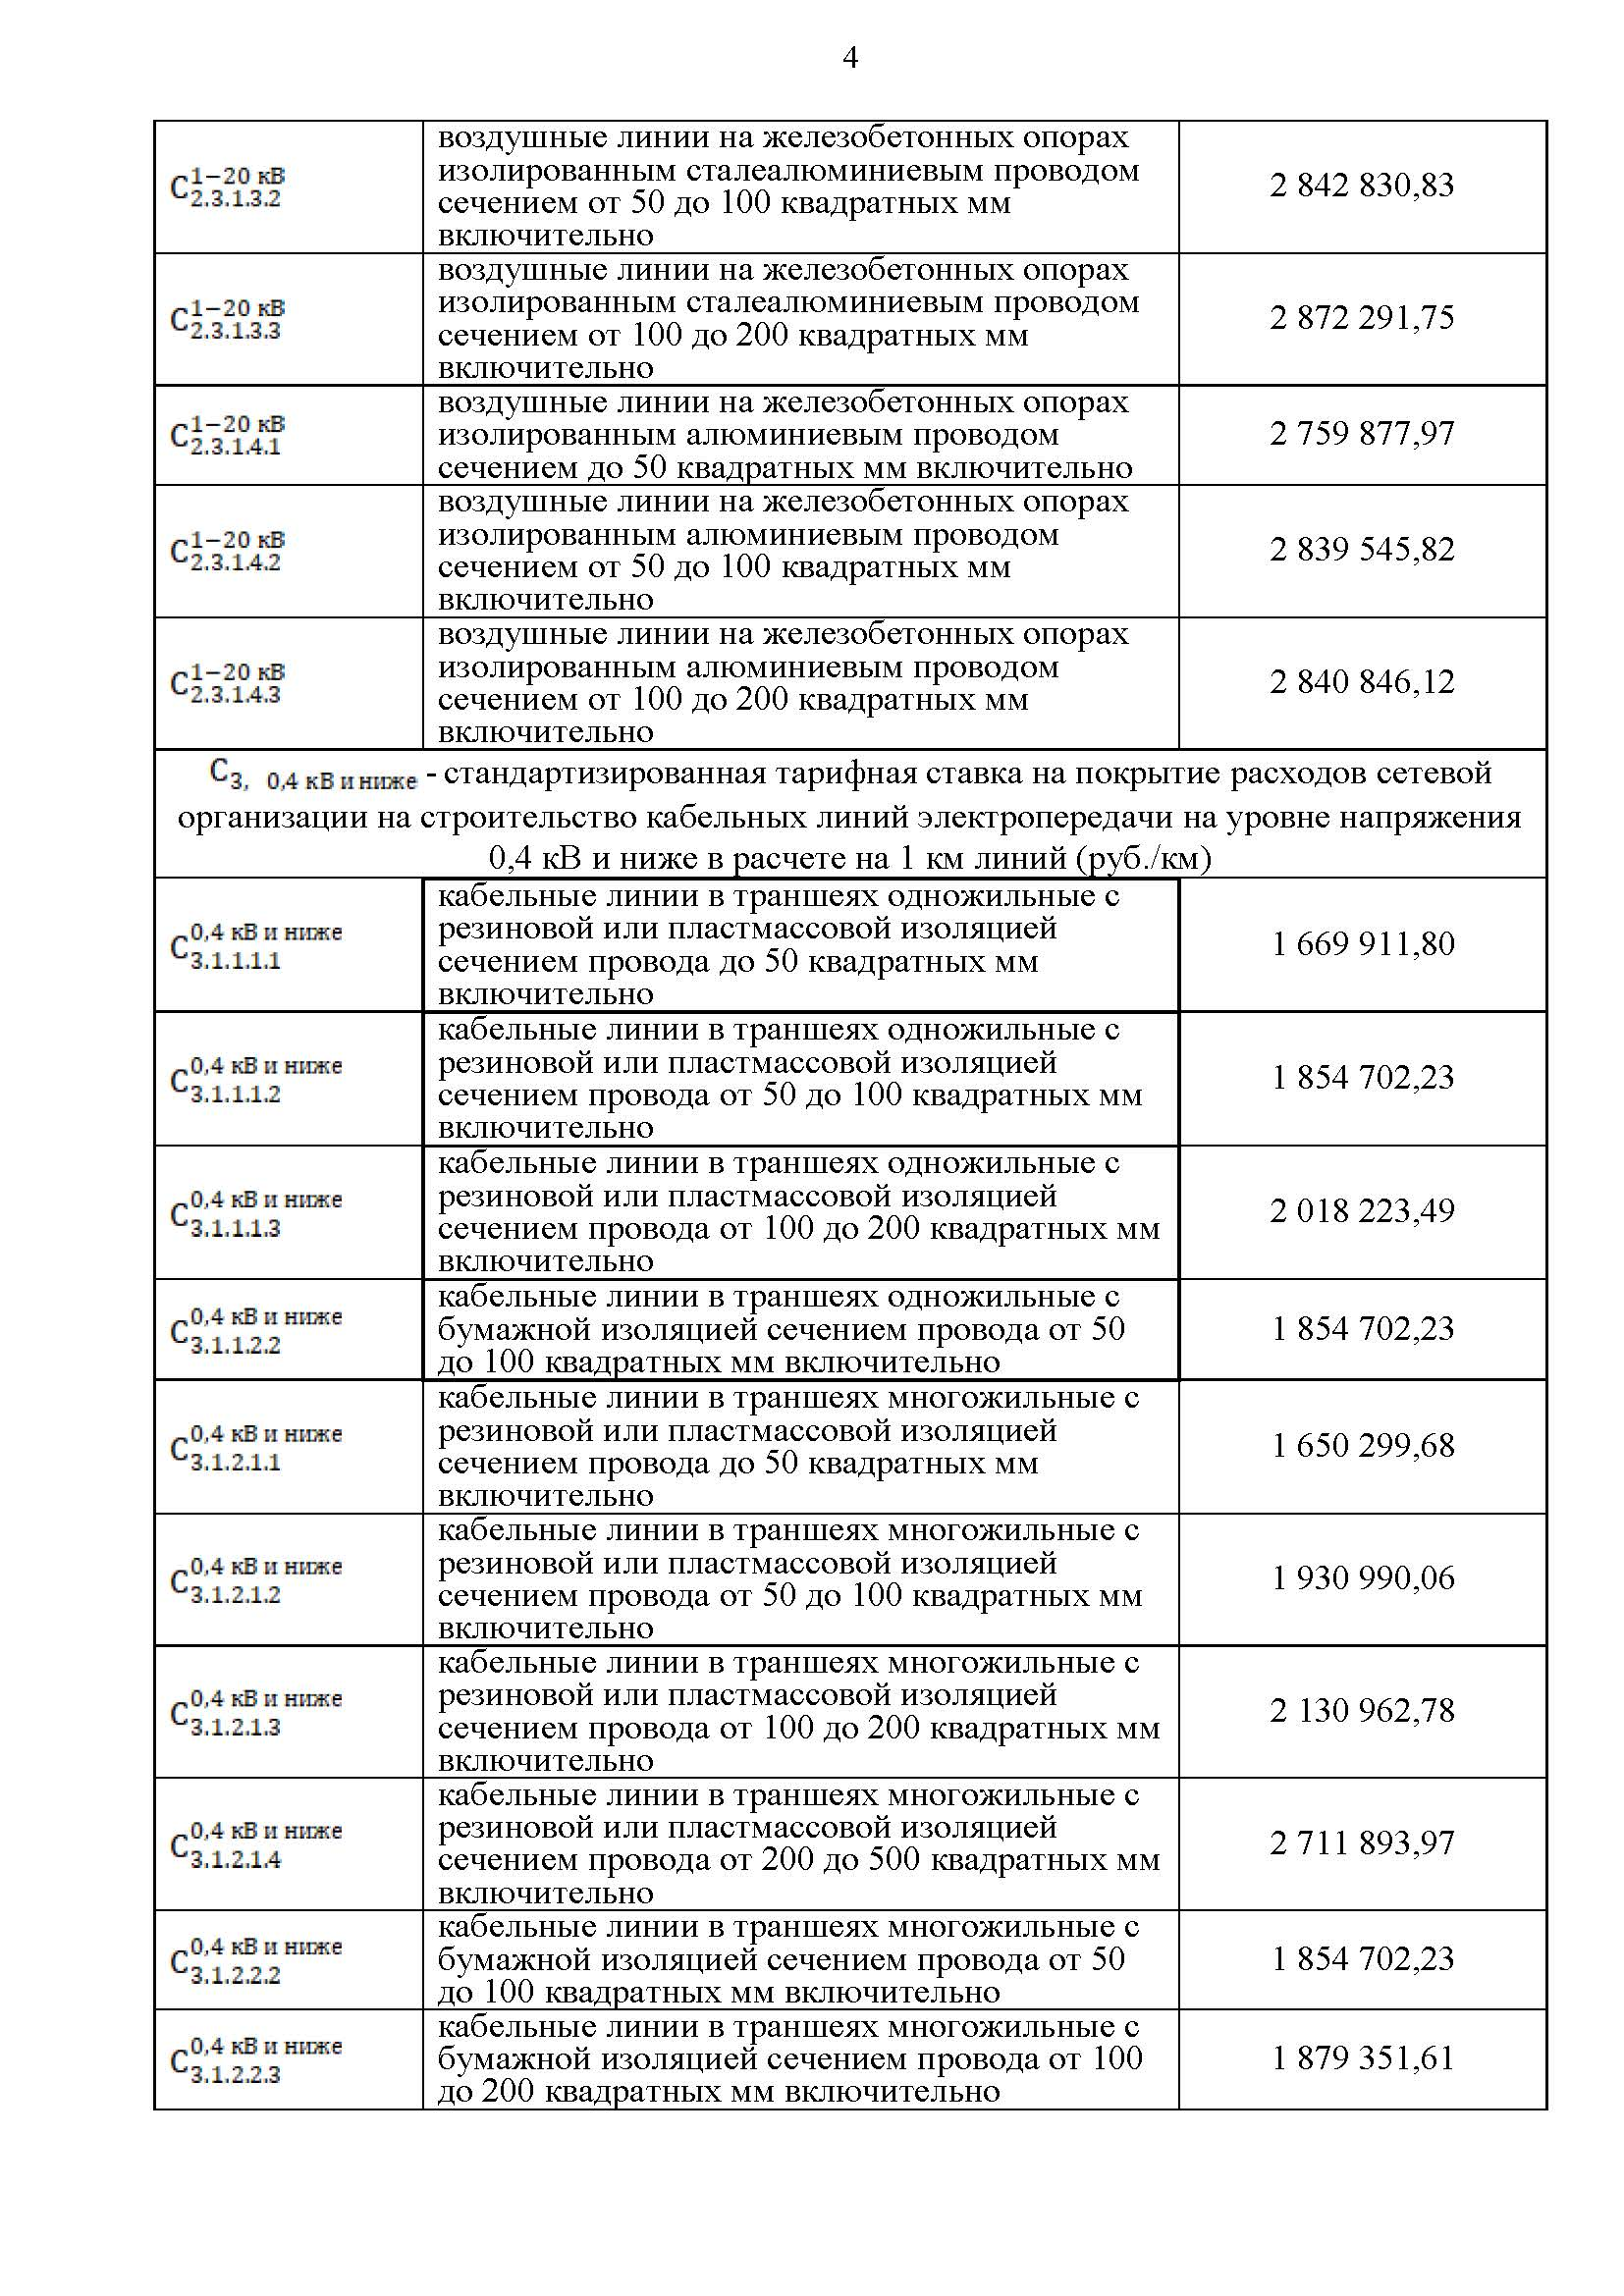 4
C 1−20 кВ 2.3.1.3.2
воздушные линии на железобетонных опорах
изолированным сталеалюминиевым проводом
сечением от 50 до 100 квадратных мм
включительно
2 842 830,83
C 1−20 кВ 2.3.1.3.3
воздушные линии на железобетонных опорах
изолированным сталеалюминиевым проводом
сечением от 100 до 200 квадратных мм
включительно
2 872 291,75
C 1−20 кВ 2.3.1.4.1
воздушные линии на железобетонных опорах
изолированным алюминиевым проводом
сечением до 50 квадратных мм включительно
2 759 877,97
C 1−20 кВ 2.3.1.4.2
воздушные линии на железобетонных опорах
изолированным алюминиевым проводом
сечением от 50 до 100 квадратных мм
включительно
2 839 545,82
C 1−20 кВ 2.3.1.4.3
воздушные линии на железобетонных опорах
изолированным алюминиевым проводом
сечением от 100 до 200 квадратных мм
включительно
2 840 846,12
C 3, 0,4 кВ и ниже - стандартизированная тарифная ставка на покрытие расходов сетевой
организации на строительство кабельных линий электропередачи на уровне напряжения
0,4 кВ и ниже в расчете на 1 км линий (руб./км)
C 0,4 кВ и ниже 3.1.1.1.1
кабельные линии в траншеях одножильные с
резиновой или пластмассовой изоляцией
сечением провода до 50 квадратных мм
включительно
1 669 911,80
C 0,4 кВ и ниже 3.1.1.1.2
кабельные линии в траншеях одножильные с
резиновой или пластмассовой изоляцией
сечением провода от 50 до 100 квадратных мм
включительно
1 854 702,23
C 0,4 кВ и ниже 3.1.1.1.3
кабельные линии в траншеях одножильные с
резиновой или пластмассовой изоляцией
сечением провода от 100 до 200 квадратных мм
включительно
2 018 223,49
C 0,4 кВ и ниже 3.1.1.2.2
кабельные линии в траншеях одножильные с
бумажной изоляцией сечением провода от 50
до 100 квадратных мм включительно
1 854 702,23
C 0,4 кВ и ниже 3.1.2.1.1
кабельные линии в траншеях многожильные с
резиновой или пластмассовой изоляцией
сечением провода до 50 квадратных мм
включительно
1 650 299,68
C 0,4 кВ и ниже 3.1.2.1.2
кабельные линии в траншеях многожильные с
резиновой или пластмассовой изоляцией
сечением провода от 50 до 100 квадратных мм
включительно
1 930 990,06
C 0,4 кВ и ниже 3.1.2.1.3
кабельные линии в траншеях многожильные с
резиновой или пластмассовой изоляцией
сечением провода от 100 до 200 квадратных мм
включительно
2 130 962,78
C 0,4 кВ и ниже 3.1.2.1.4
кабельные линии в траншеях многожильные с
резиновой или пластмассовой изоляцией
сечением провода от 200 до 500 квадратных мм
включительно
2 711 893,97
C 0,4 кВ и ниже 3.1.2.2.2
кабельные линии в траншеях многожильные с
бумажной изоляцией сечением провода от 50
до 100 квадратных мм включительно
1 854 702,23
C 0,4 кВ и ниже 3.1.2.2.3
кабельные линии в траншеях многожильные с
бумажной изоляцией сечением провода от 100
до 200 квадратных мм включительно
1 879 351,61